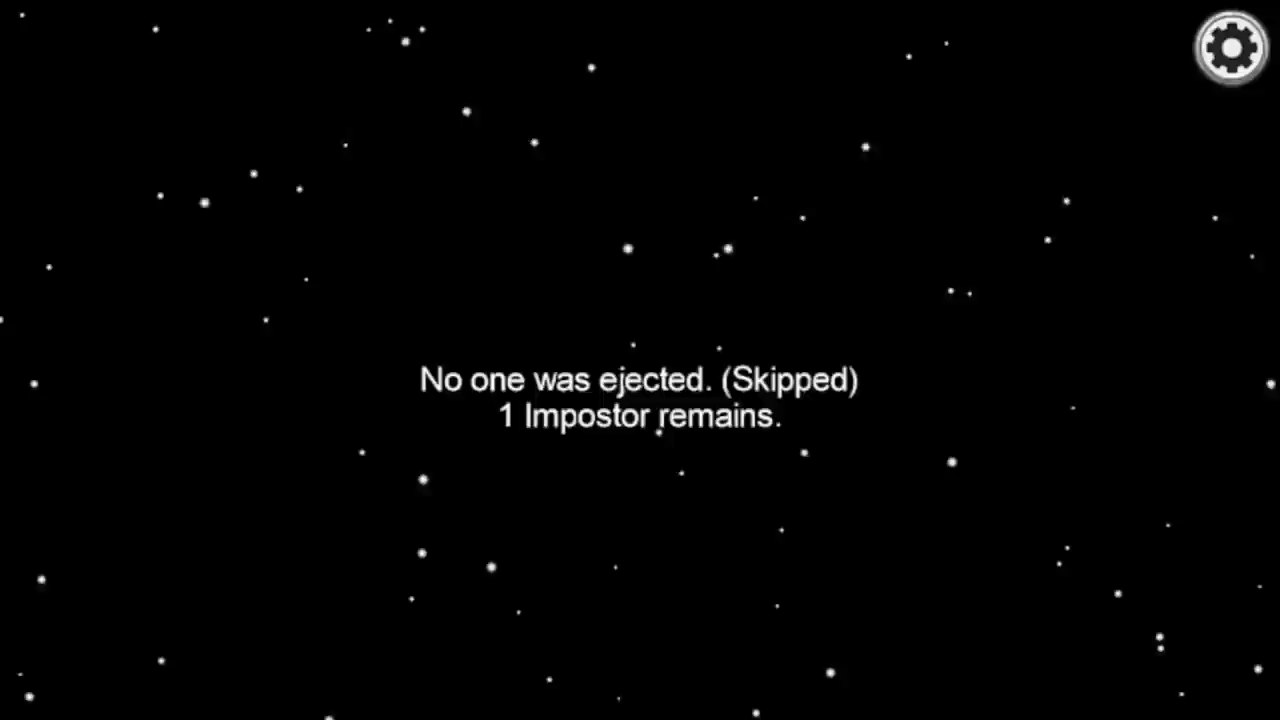 No one was ejected. (Skipped)
1 Impostor remains.